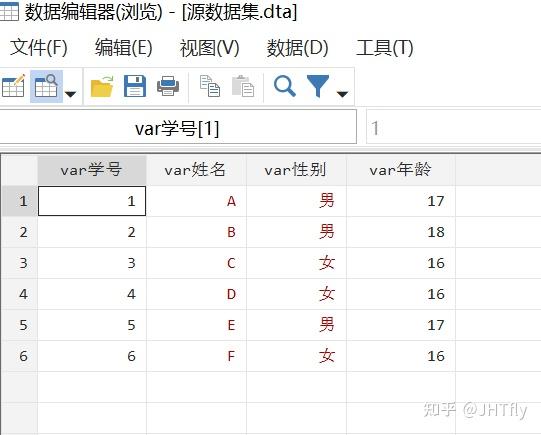 数据编辑器(浏览) - [源数据集.dta]
文件(F) 编辑(E) 视图(V) 数据(D) 工具(T)
var学号[1] 1
var学号 var姓名 var性别 var年龄
1 1 A 男 17
2 2 B 男 18
3 3 C 女 16
4 4 D 女 16
5 5 E 男 17
6 6 F 女 16
知乎 @JHTfly